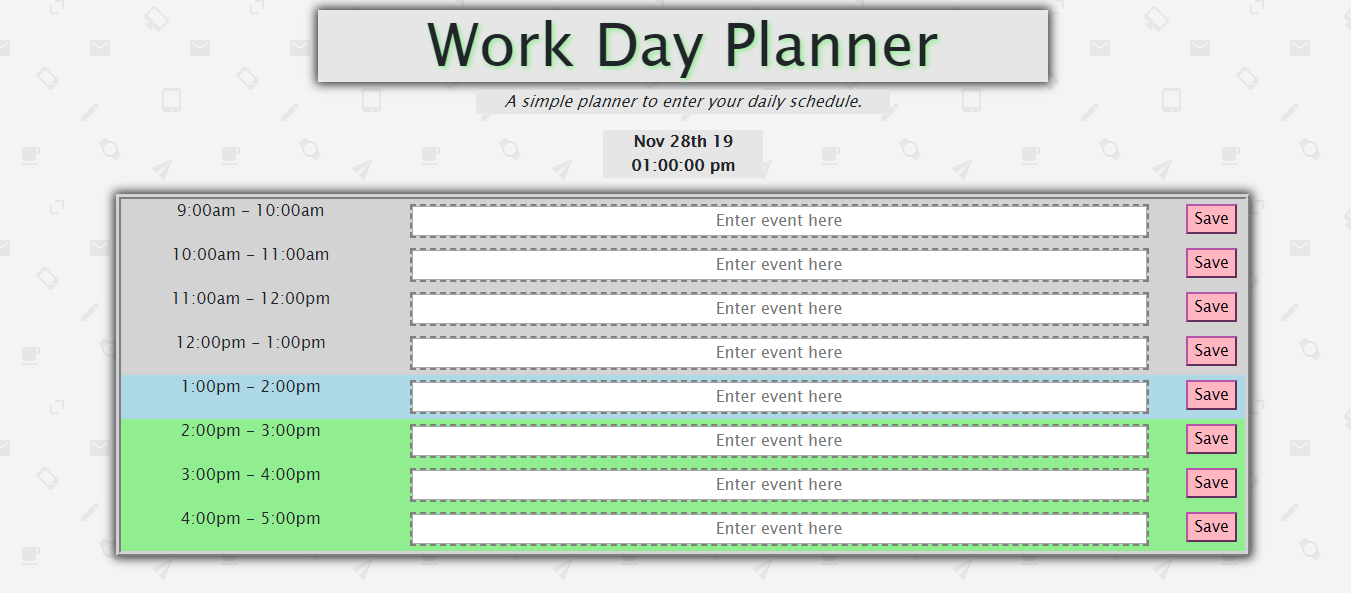 Work Day Planner
A simple planner to enter your daily schedule.
Nov 28th 19
01:00:00 pm
9:00am - 10:00am Enter event here Save
10:00am - 11:00am Enter event here Save
11:00am - 12:00pm Enter event here Save
12:00pm - 1:00pm Enter event here Save
1:00pm - 2:00pm Enter event here Save
2:00pm - 3:00pm Enter event here Save
3:00pm - 4:00pm Enter event here Save
4:00pm - 5:00pm Enter event here Save